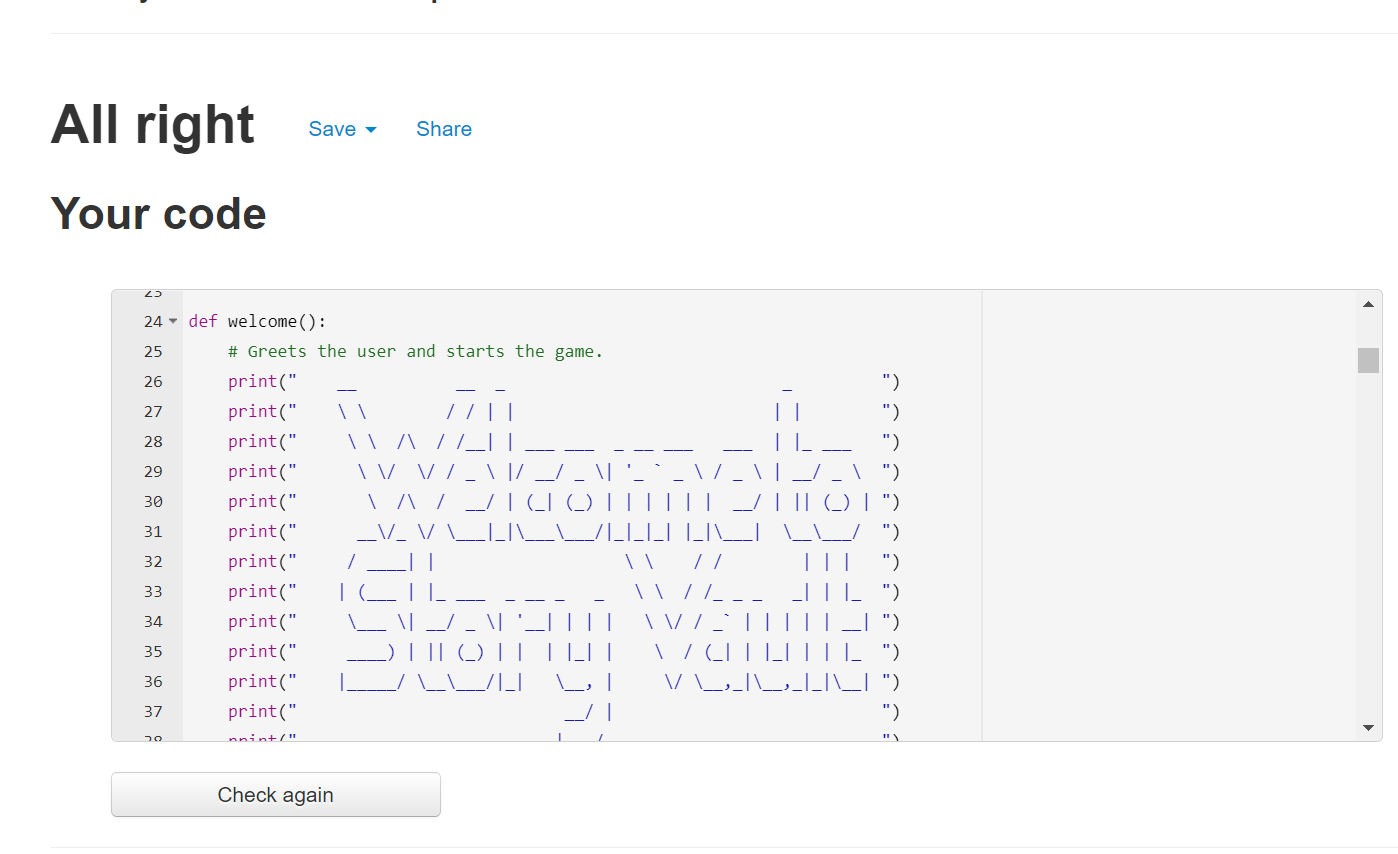 All right Save Share
Your code
23
24 def welcome():
25     # Greets the user and starts the game.
26     print("    __          __  _                            _         ")
27     print("    \ \        / / | |                          | |        ")
28     print("     \ \  /\  / /__| | ___ ___  _ __ ___   ___  | |_ ___   ")
29     print("      \ \/  \/ / _ \ |/ __/ _ \| '_ ` _ \ / _ \ | __/ _ \  ")
30     print("       \  /\  /  __/ | (_| (_) | | | | | |  __/ | || (_) | ")
31     print("      __\/_ \/ \___|_|\___\___/|_|_|_| |_|\___|  \__\___/  ")
32     print("     / ____| |                   \ \    / /        | | |   ")
33     print("    | (___ | |_ ___  _ __ _   _   \ \  / /_ _ _   _| | |_  ")
34     print("     \___ \| __/ _ \| '__| | | |   \ \/ / _` | | | | | __| ")
35     print("     ____) | || (_) | |  | |_| |    \  / (_| | |_| | | |_  ")
36     print("    |_____/ \__\___/|_|   \__, |     \/ \__,_|\__,_|_|\__| ")
37     print("                           __/ |                           ")
38     print("                          |___/                            ")
Check again